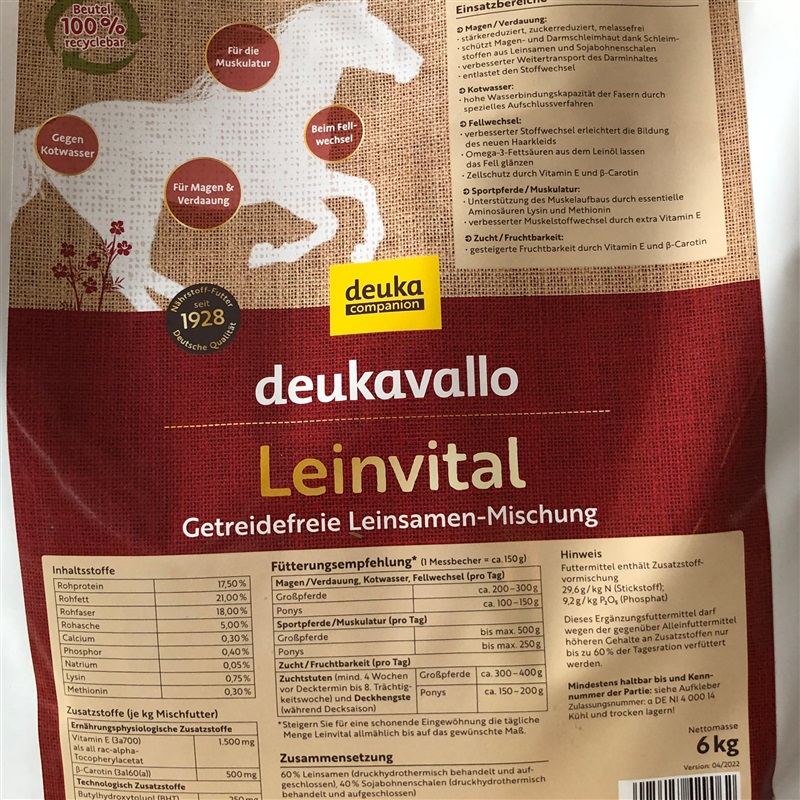 Beutel
100%
recyclebar
Für die
Muskulatur
Gegen
Kotwasser
Beim Fell-
wechsel
Für Magen &
Verdaaung
Einsatzbereiche
Magen/Verdauung:
· stärkereduziert, zuckerreduziert, melassefrei
· schützt Magen- und Darmschleimhaut dank Schleim-
stoffen aus Leinsamen und Sojabohnenschalen
· verbesserter Weitertransport des Darminhaltes
· entlastet den Stoffwechsel
Kotwasser:
· hohe Wasserbindungskapazität der Fasern durch
spezielles Aufschlussverfahren
Fellwechsel:
· verbesserter Stoffwechsel erleichtert die Bildung
des neuen Haarkleids
· Omega-3-Fettsäuren aus dem Leinöl lassen
das Fell glänzen
· Zellschutz durch Vitamin E und β-Carotin
Sportpferde/Muskulatur:
· Unterstützung des Muskelaufbaus durch essentielle
Aminosäuren Lysin und Methionin
· verbesserter Muskelstoffwechsel durch extra Vitamin E
Zucht/Fruchtbarkeit:
· gesteigerte Fruchtbarkeit durch Vitamin E und β-Carotin
Nährstoff-Futter
seit
1928
Deutsche Qualität
deuka
companion
deukavallo
Leinvital
Getreidefreie Leinsamen-Mischung
Inhaltsstoffe
Rohprotein 17,50%
Rohfett 21,00%
Rohfaser 18,00%
Rohasche 5,00%
Calcium 0,30%
Phosphor 0,40%
Natrium 0,05%
Lysin 0,75%
Methionin 0,30%
Zusatzstoffe (je kg Mischfutter)
Ernährungsphysiologische Zusatzstoffe
Vitamin E (3a700) 1.500 mg
als all rac-alpha-
Tocopherylacetat
β-Carotin (3a160(a)) 500 mg
Technologisch Zusatzstoffe
Butylhydroxytoluol (BHT) 250 mg
Fütterungsempfehlung* (1 Messbecher = ca. 150 g)
Magen/Verdauung, Kotwasser, Fellwechsel (pro Tag)
Großpferde ca. 200–300 g
Ponys ca. 100–150 g
Sportpferde/Muskulatur (pro Tag)
Großpferde bis max. 500 g
Ponys bis max. 250 g
Zucht/Fruchtbarkeit (pro Tag)
Zuchtstuten (mind. 4 Wochen Großpferde ca. 300–400 g
vor Decktermin bis 8. Trächtig-
keitswoche) und Deckhengste Ponys ca. 150–200 g
(während Decksaison)
*Steigern Sie für eine schonende Eingewöhnung die tägliche
Menge Leinvital allmählich bis auf das gewünschte Maß.
Zusammensetzung
60% Leinsamen (druckhydrothermisch behandelt und auf-
geschlossen), 40% Sojabohnenschalen (druckhydrothermisch
behandelt und aufgeschlossen)
Hinweis
Futtermittel enthält Zusatzstoff-
vormischung
29,6 g/kg N (Stickstoff);
9,2 g/kg P₂O₅ (Phosphat)
Dieses Ergänzungsfuttermittel darf
wegen der gegenüber Alleinfuttermittel
höheren Gehalte an Zusatzstoffen nur
bis zu 60% der Tagesration verfüttert
werden.
Mindestens haltbar bis und Kenn-
nummer der Partie: siehe Aufkleber
Zulassungsnummer: α DE NI 4 000 14
Kühl und trocken lagern!
Nettomasse
6 kg
Version: 04/2022